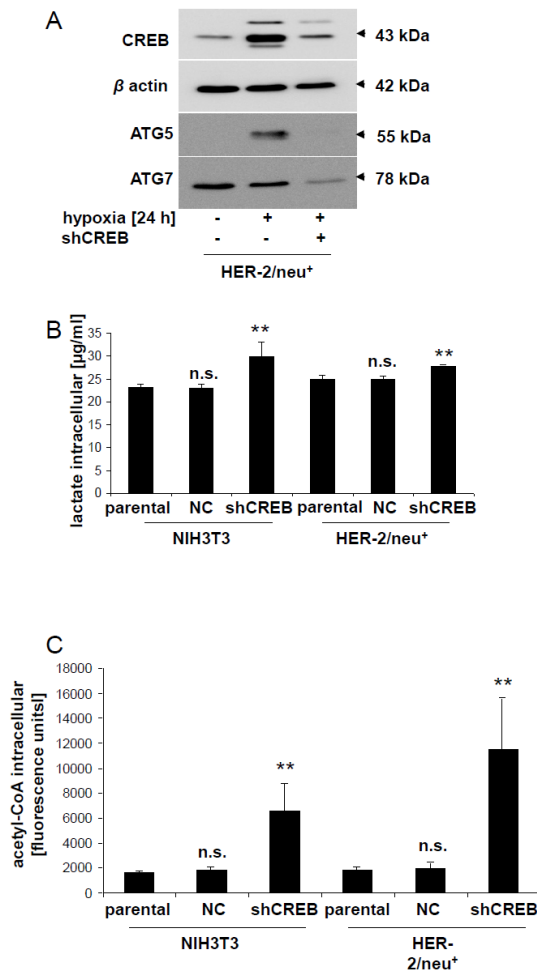 A
CREB
43 kDa
β actin
42 kDa
ATG5
55 kDa
ATG7
78 kDa
hypoxia [24 h] - + +
shCREB - - +
HER-2/neu⁺
B
lactate intracellular [µg/ml]
35
30
25
20
15
10
5
0
n.s.
**
n.s.
**
parental NC shCREB parental NC shCREB
NIH3T3 HER-2/neu⁺
C
acetyl-CoA intracellular
[fluorescence unitsl]
18000
16000
14000
12000
10000
8000
6000
4000
2000
0
n.s.
**
n.s.
**
parental NC shCREB parental NC shCREB
NIH3T3 HER-
2/neu⁺